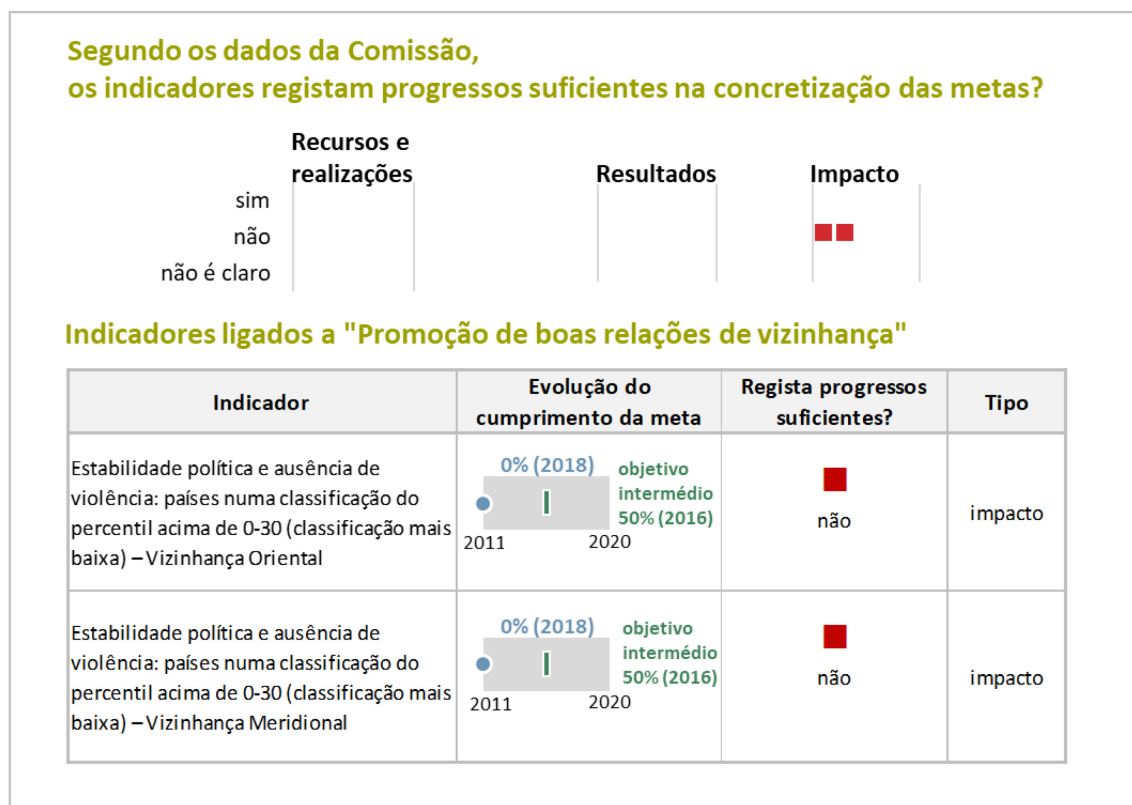 Segundo os dados da Comissão,
os indicadores registam progressos suficientes na concretização das metas?
Recursos e
realizações
Resultados
Impacto
sim
não
não é claro
Indicadores ligados a "Promoção de boas relações de vizinhança"
Indicador
Evolução do
cumprimento da meta
Regista progressos
suficientes?
Tipo
Estabilidade política e ausência de
violência: países numa classificação do
percentil acima de 0-30 (classificação mais
baixa) – Vizinhança Oriental
0% (2018)
objetivo
intermédio
50% (2016)
2011
2020
não
impacto
Estabilidade política e ausência de
violência: países numa classificação do
percentil acima de 0-30 (classificação mais
baixa) – Vizinhança Meridional
0% (2018)
objetivo
intermédio
50% (2016)
2011
2020
não
impacto